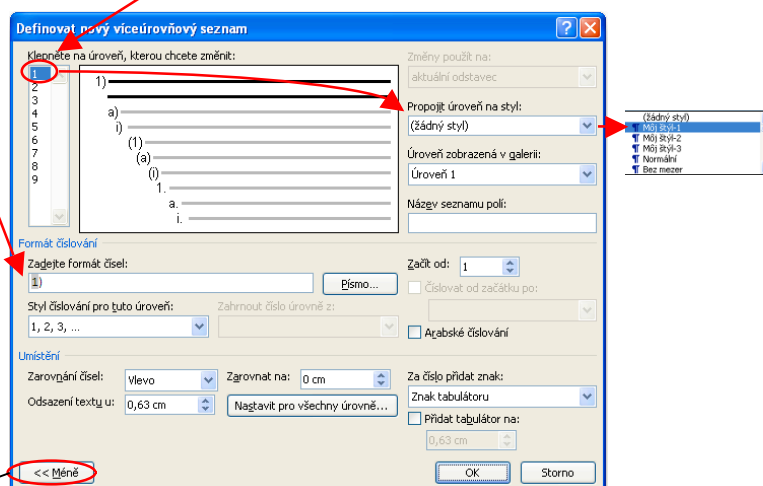 Definovat nový víceúrovňový seznam
Klepněte na úroveň, kterou chcete změnit:
1
2
3
4
5
6
7
8
9
1)
a)
i)
(1)
(a)
(i)
1.
a.
i.
Změny použít na:
aktuální odstavec
Propojit úroveň na styl:
(žádný styl)
Úroveň zobrazená v galerii:
Úroveň 1
Název seznamu polí:
(žádný styl)
¶ Môj štýl-1
¶ Môj štýl-2
¶ Môj štýl-3
¶ Normální
¶ Bez mezer
Formát číslování
Zadejte formát čísel:
1)
Písmo...
Začít od: 1
Číslovat od začátku po:
Styl číslování pro tuto úroveň:
1, 2, 3, ...
Zahrnout číslo úrovně z:
Arabské číslování
Umístění
Zarovnání čísel: Vlevo
Zarovnat na: 0 cm
Odsazení textu u: 0,63 cm
Nastavit pro všechny úrovně...
Za číslo přidat znak:
Znak tabulátoru
Přidat tabulátor na:
0,63 cm
<< Méně
OK
Storno